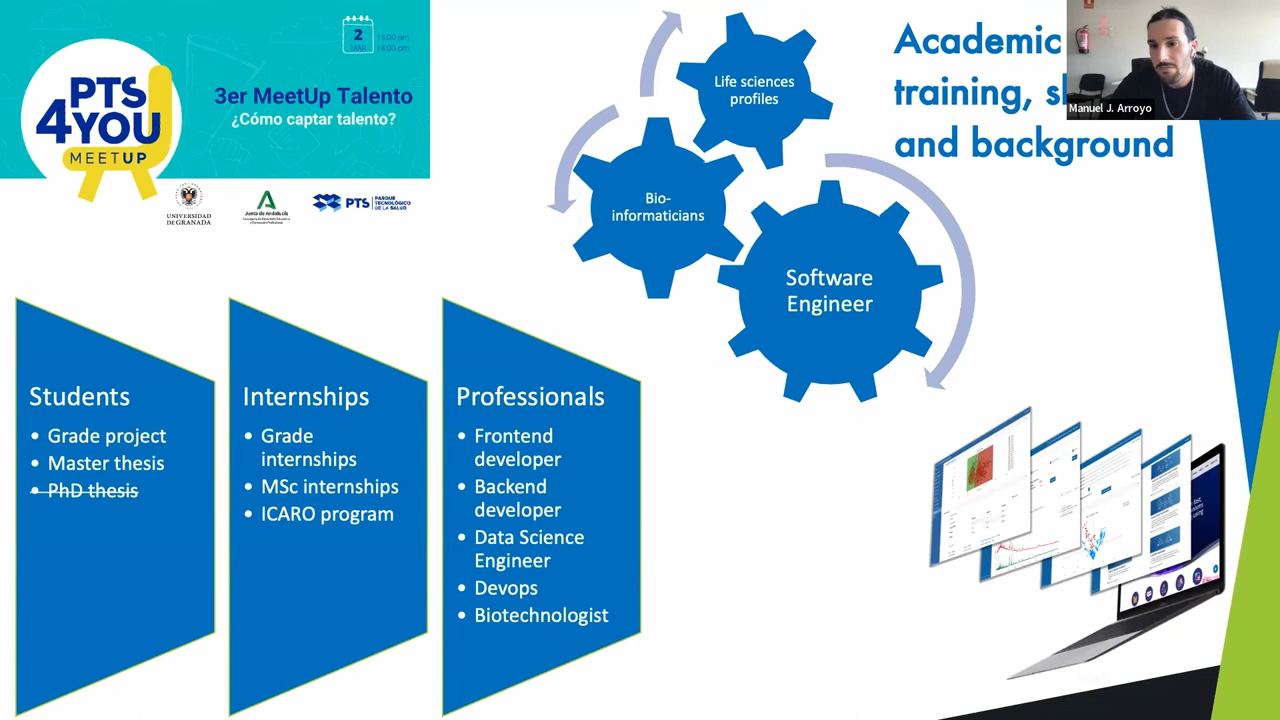 2
MAR
13:00 pm
14:00 pm
PTS
4YOU
MEETUP
3er MeetUp Talento
¿Cómo captar talento?
UNIVERSIDAD
DE GRANADA
Junta de Andalucía
PTS
PARQUE
TECNOLÓGICO
DE LA SALUD
Life sciences
profiles
Bio-
informaticians
Software
Engineer
Academic
training,
and background
Manuel J. Arroyo
Students
• Grade project
• Master thesis
• PhD thesis
Internships
• Grade
internships
• MSc internships
• ICARO program
Professionals
• Frontend
developer
• Backend
developer
• Data Science
Engineer
• Devops
• Biotechnologist